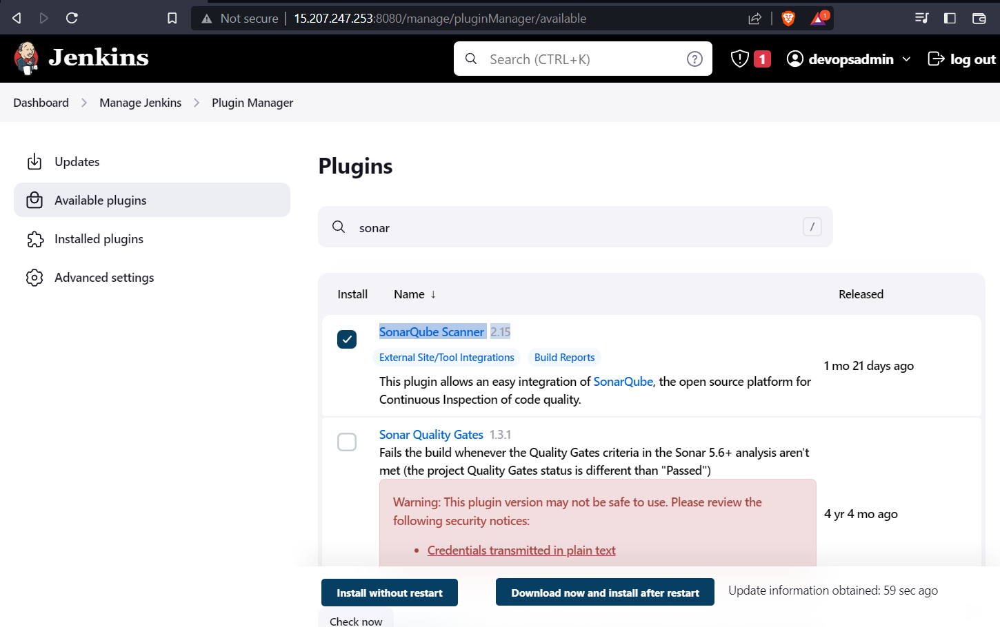 Not secure | 15.207.247.253:8080/manage/pluginManager/available
1
Jenkins
Search (CTRL+K)
?
1
devopsadmin
log out
Dashboard > Manage Jenkins > Plugin Manager
Updates
Available plugins
Installed plugins
Advanced settings
Plugins
sonar
/
Install Name ↓ Released
SonarQube Scanner 2.15
External Site/Tool Integrations Build Reports
This plugin allows an easy integration of SonarQube, the open source platform for
Continuous Inspection of code quality.
1 mo 21 days ago
Sonar Quality Gates 1.3.1
Fails the build whenever the Quality Gates criteria in the Sonar 5.6+ analysis aren't
met (the project Quality Gates status is different than "Passed")
Warning: This plugin version may not be safe to use. Please review the
following security notices:
• Credentials transmitted in plain text
4 yr 4 mo ago
Install without restart
Download now and install after restart
Update information obtained: 59 sec ago
Check now